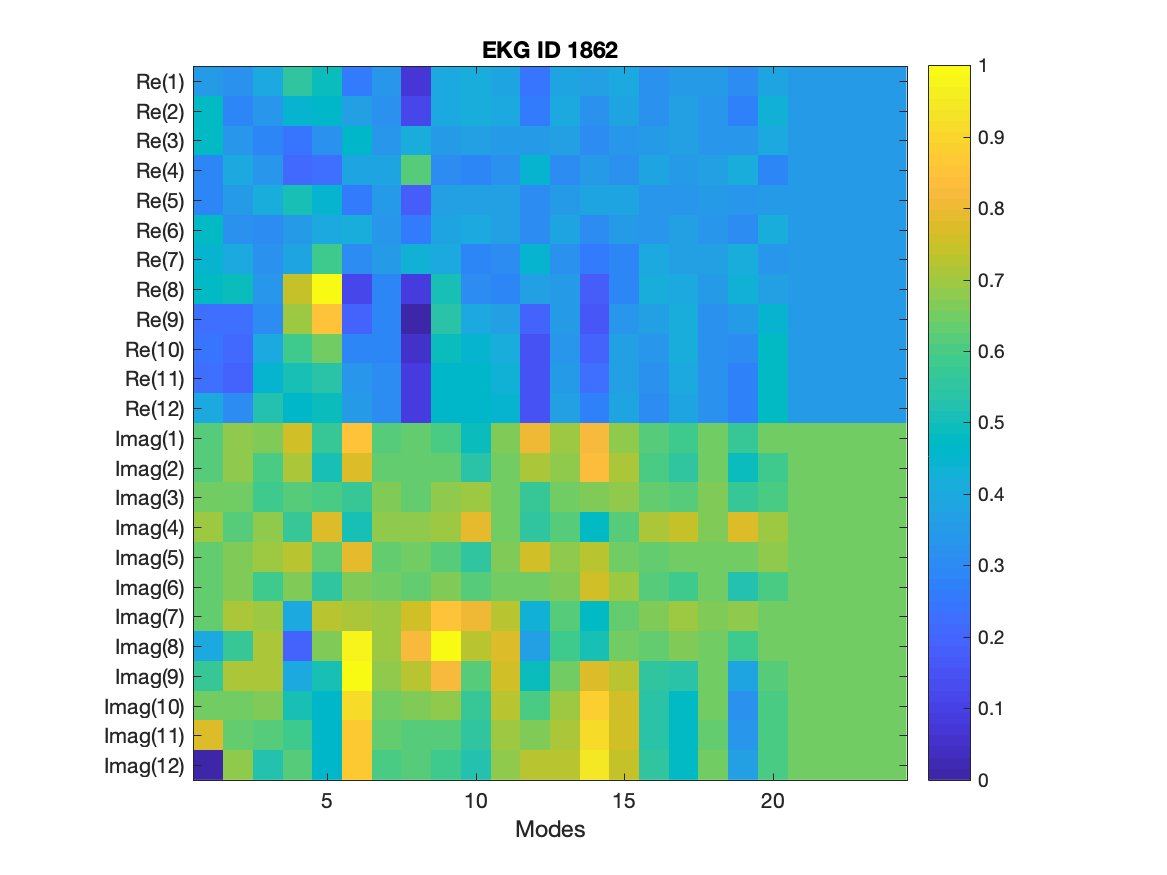 EKG ID 1862
Re(1)
Re(2)
Re(3)
Re(4)
Re(5)
Re(6)
Re(7)
Re(8)
Re(9)
Re(10)
Re(11)
Re(12)
Imag(1)
Imag(2)
Imag(3)
Imag(4)
Imag(5)
Imag(6)
Imag(7)
Imag(8)
Imag(9)
Imag(10)
Imag(11)
Imag(12)
5 10 15 20
Modes
1
0.9
0.8
0.7
0.6
0.5
0.4
0.3
0.2
0.1
0